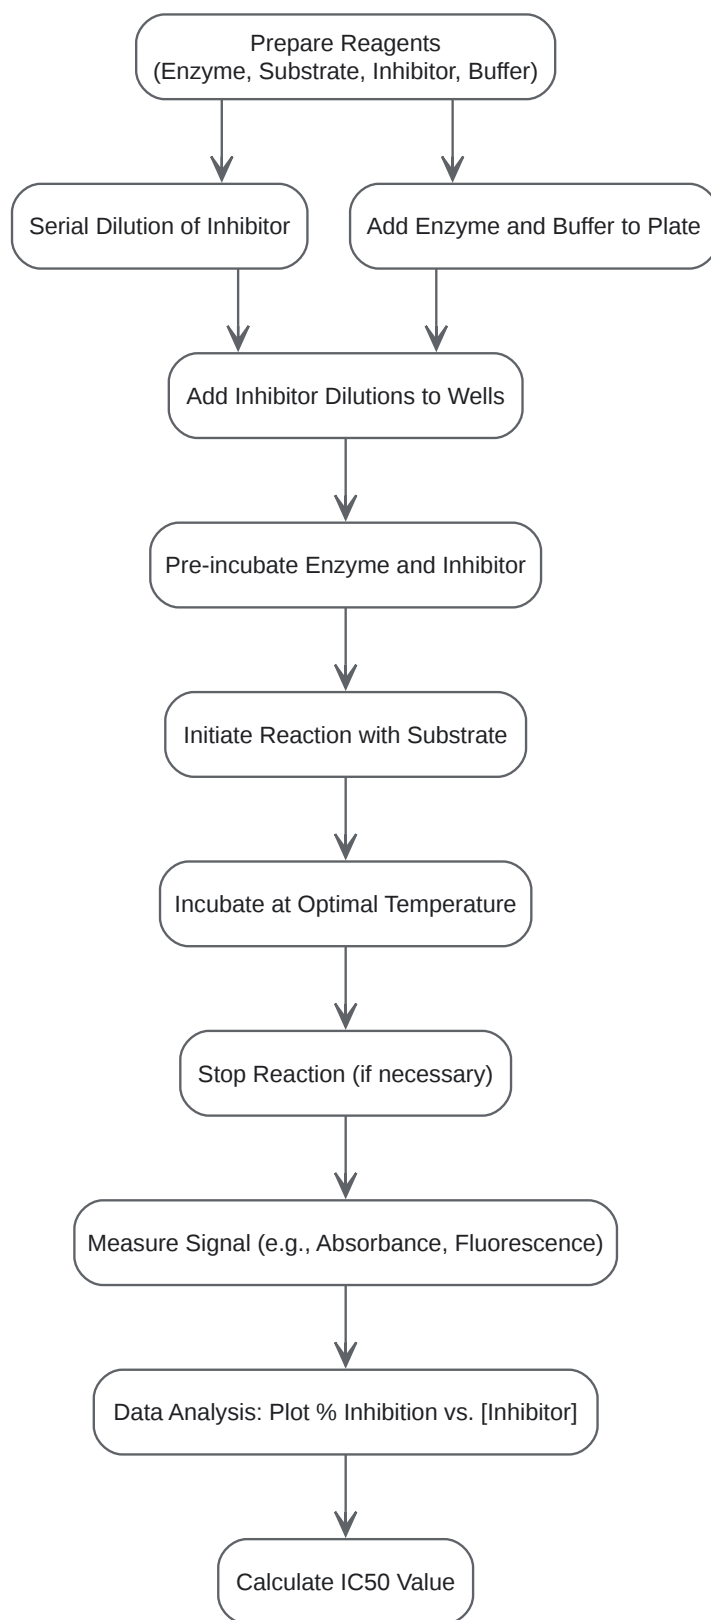 Prepare Reagents
(Enzyme, Substrate, Inhibitor, Buffer)
Serial Dilution of Inhibitor
Add Enzyme and Buffer to Plate
Add Inhibitor Dilutions to Wells
Pre-incubate Enzyme and Inhibitor
Initiate Reaction with Substrate
Incubate at Optimal Temperature
Stop Reaction (if necessary)
Measure Signal (e.g., Absorbance, Fluorescence)
Data Analysis: Plot % Inhibition vs. [Inhibitor]
Calculate IC50 Value